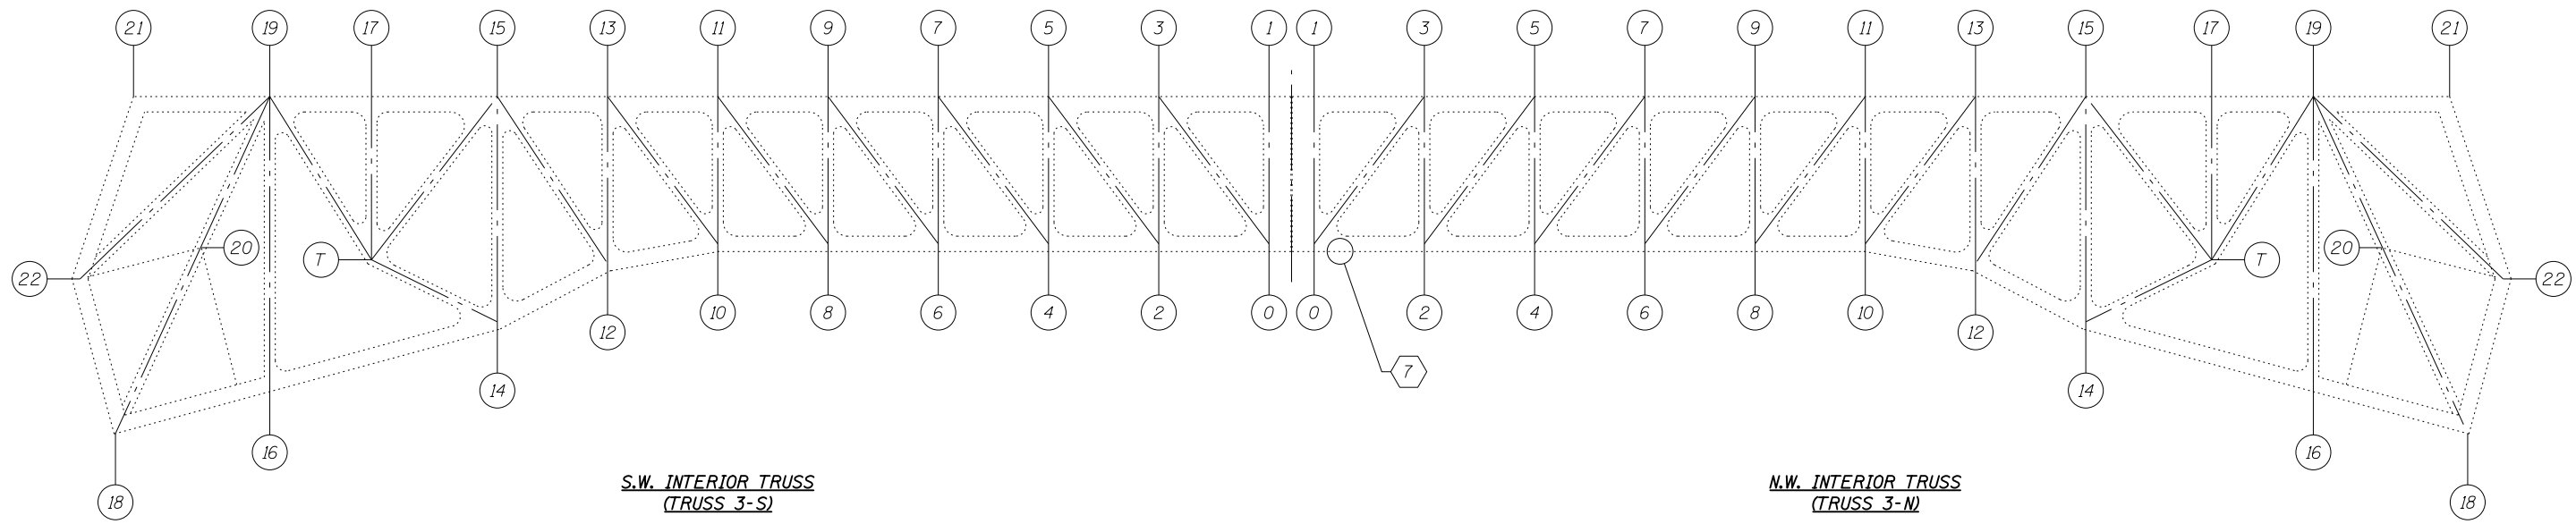 21 19 17 15 13 11 9 7 5 3 1 1 3 5 7 9 11 13 15 17 19 21
20 T T 20
22 22
10 8 6 4 2 0 0 2 4 6 8 10
12 12
7
14 14
16 16
S.W. INTERIOR TRUSS
(TRUSS 3-S)
N.W. INTERIOR TRUSS
(TRUSS 3-N)
18 18